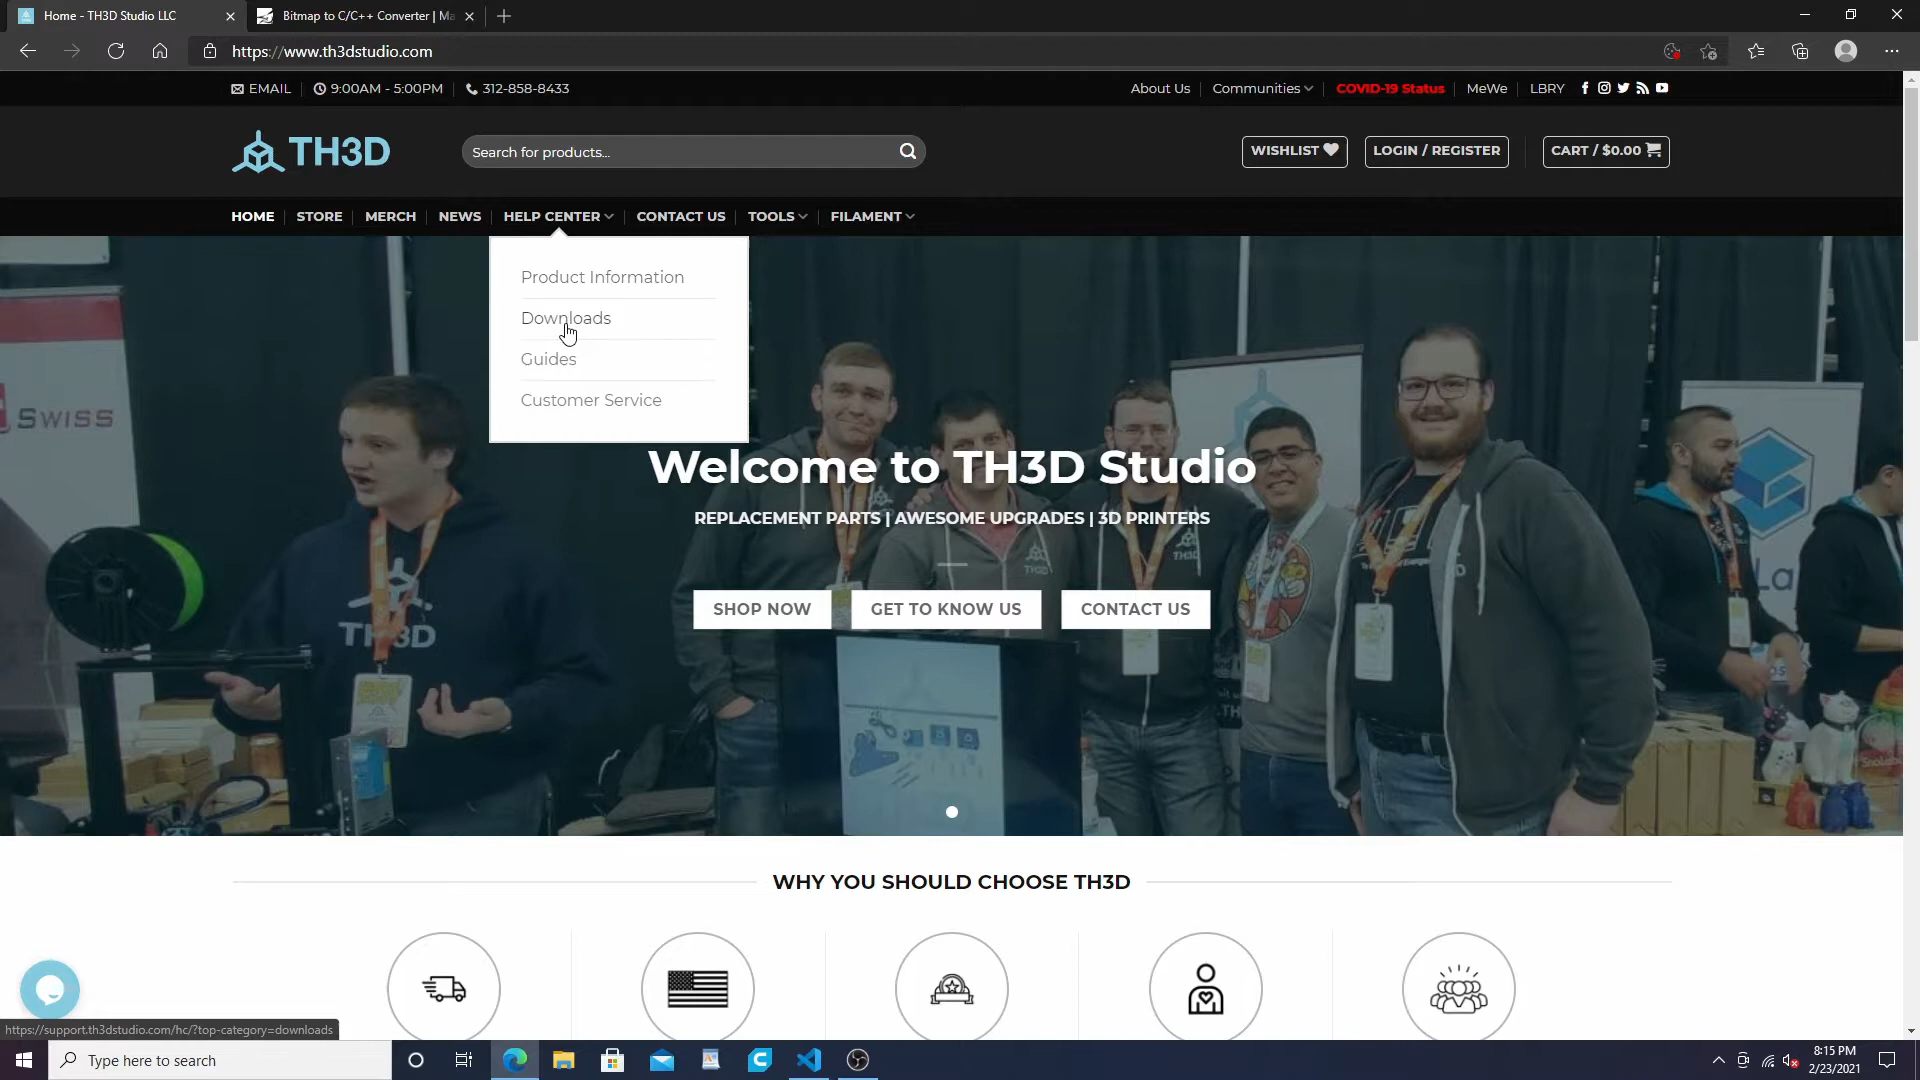 Home - TH3D Studio LLC
Bitmap to C/C++ Converter | Ma
https://www.th3dstudio.com
EMAIL
9:00AM - 5:00PM
312-858-8433
About Us
Communities
COVID-19 Status
MeWe
LBRY
TH3D
Search for products...
WISHLIST
LOGIN / REGISTER
CART / $0.00
HOME
STORE
MERCH
NEWS
HELP CENTER
CONTACT US
TOOLS
FILAMENT
Product Information
Downloads
Guides
Customer Service
Swiss
Welcome to TH3D Studio
REPLACEMENT PARTS | AWESOME UPGRADES | 3D PRINTERS
SHOP NOW
GET TO KNOW US
CONTACT US
TH3D
WHY YOU SHOULD CHOOSE TH3D
https://support.th3dstudio.com/hc/?top-category=downloads
Type here to search
8:15 PM
2/23/2021